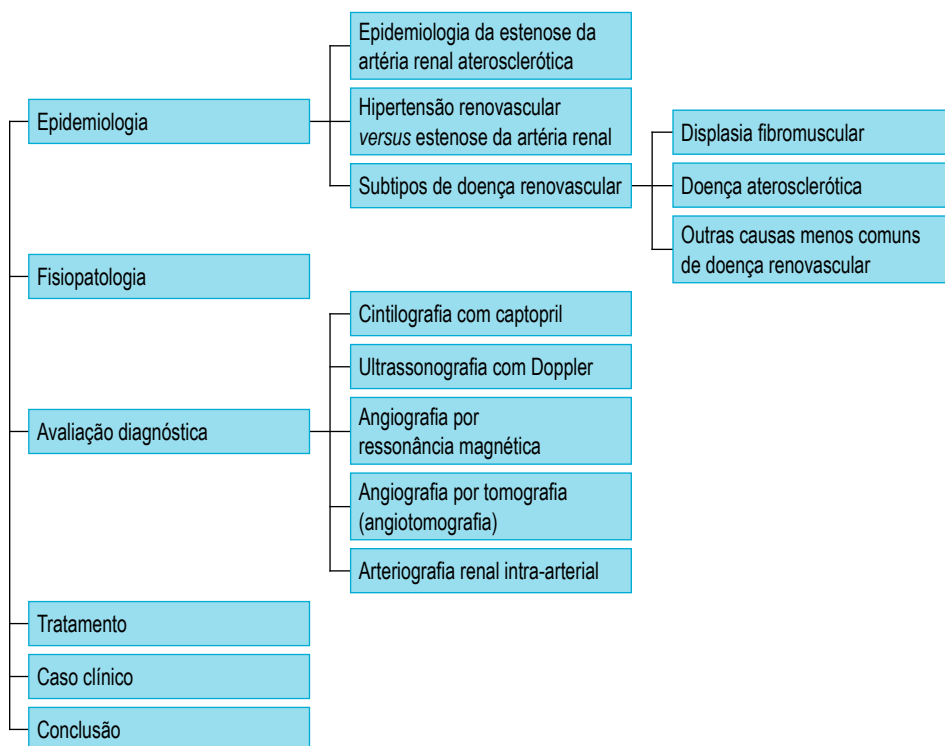 Epidemiologia
Epidemiologia da estenose da
artéria renal aterosclerótica
Hipertensão renovascular
versus estenose da artéria renal
Subtipos de doença renovascular
Displasia fibromuscular
Doença aterosclerótica
Outras causas menos comuns
de doença renovascular
Fisiopatologia
Avaliação diagnóstica
Cintilografia com captopril
Ultrassonografia com Doppler
Angiografia por
ressonância magnética
Angiografia por tomografia
(angiotomografia)
Arteriografia renal intra-arterial
Tratamento
Caso clínico
Conclusão